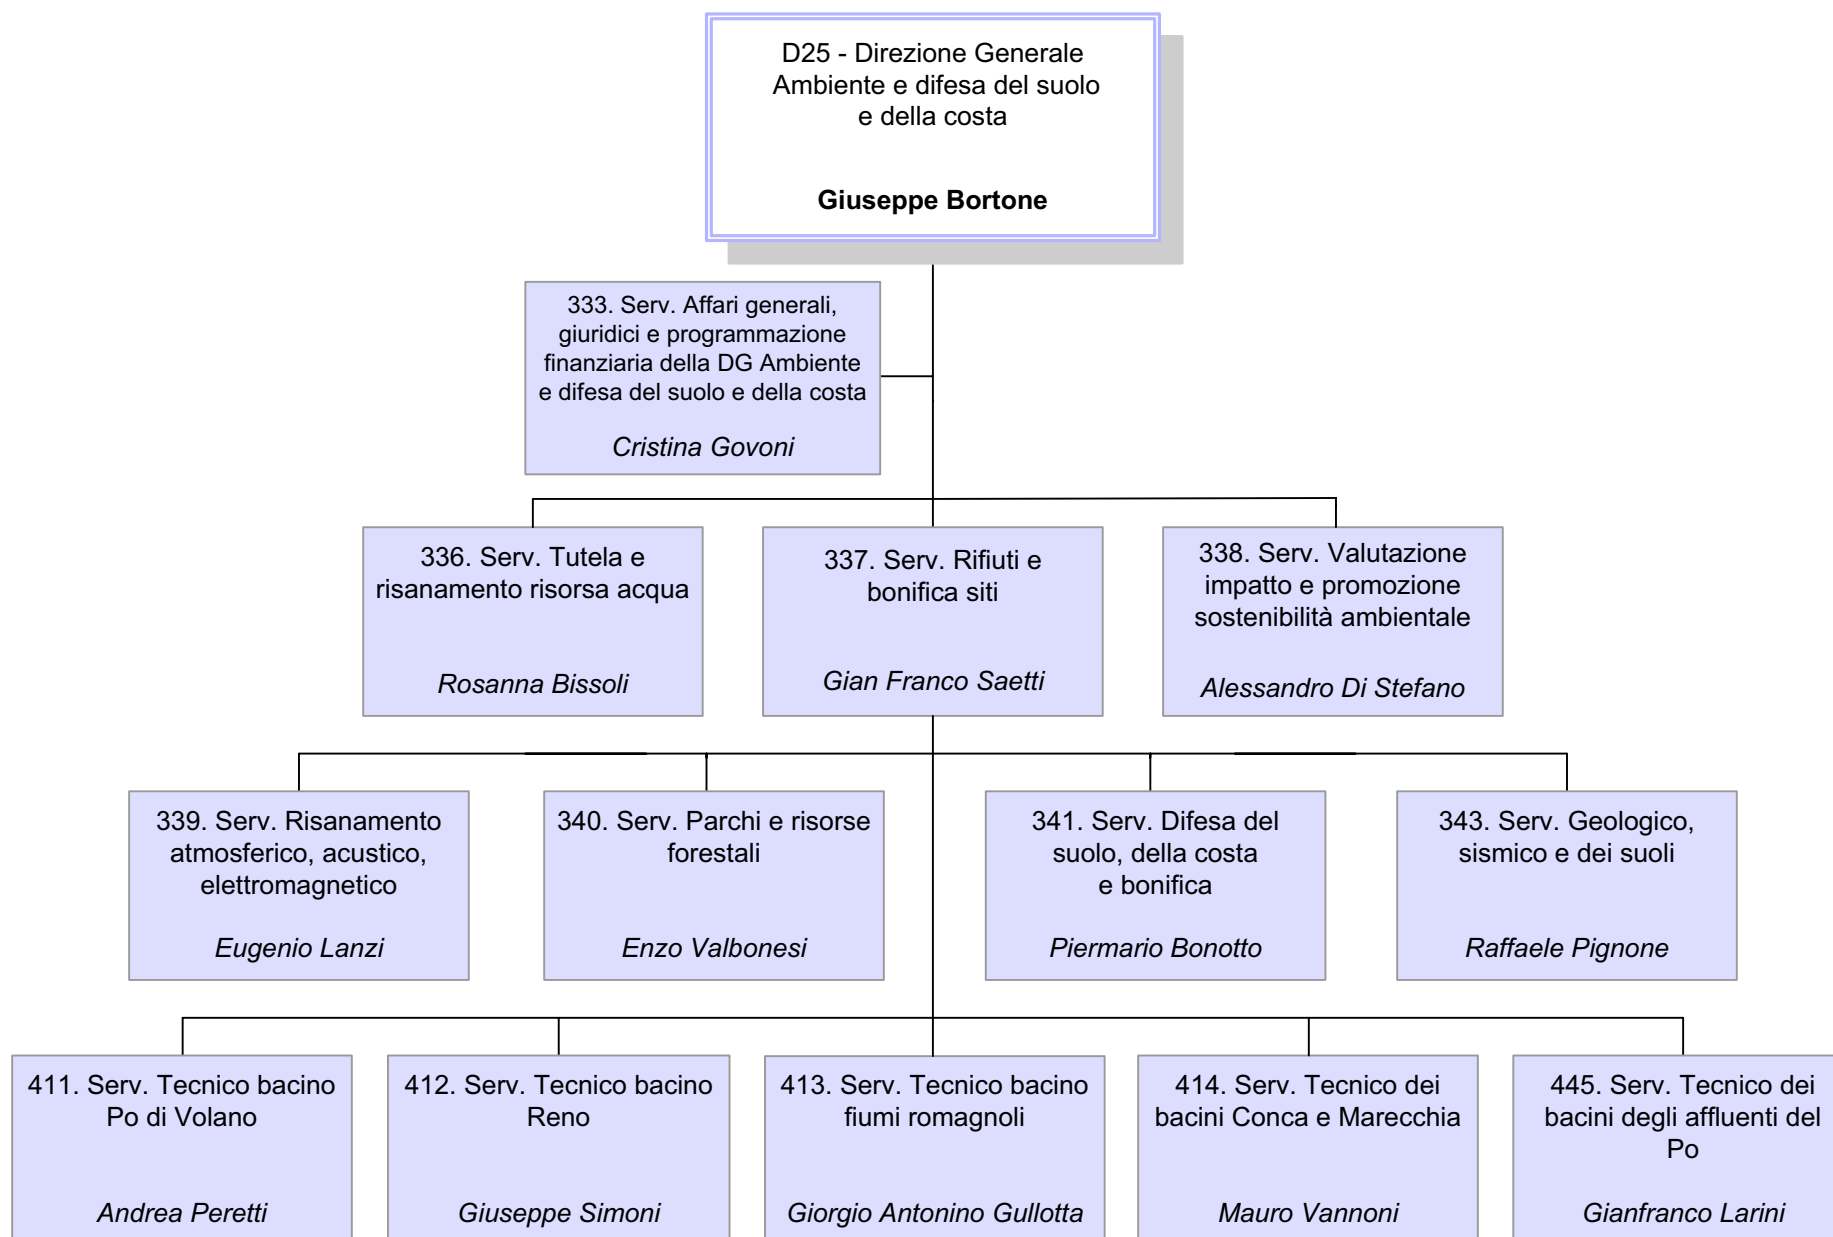 D25 - Direzione Generale
Ambiente e difesa del suolo
e della costa
Giuseppe Bortone
333. Serv. Affari generali,
giuridici e programmazione
finanziaria della DG Ambiente
e difesa del suolo e della costa
Cristina Govoni
336. Serv. Tutela e
risanamento risorsa acqua
Rosanna Bissoli
337. Serv. Rifiuti e
bonifica siti
Gian Franco Saetti
338. Serv. Valutazione
impatto e promozione
sostenibilità ambientale
Alessandro Di Stefano
339. Serv. Risanamento
atmosferico, acustico,
elettromagnetico
Eugenio Lanzi
340. Serv. Parchi e risorse
forestali
Enzo Valbonesi
341. Serv. Difesa del
suolo, della costa
e bonifica
Piermario Bonotto
343. Serv. Geologico,
sismico e dei suoli
Raffaele Pignone
411. Serv. Tecnico bacino
Po di Volano
Andrea Peretti
412. Serv. Tecnico bacino
Reno
Giuseppe Simoni
413. Serv. Tecnico bacino
fiumi romagnoli
Giorgio Antonino Gullotta
414. Serv. Tecnico dei
bacini Conca e Marecchia
Mauro Vannoni
445. Serv. Tecnico dei
bacini degli affluenti del
Po
Gianfranco Larini